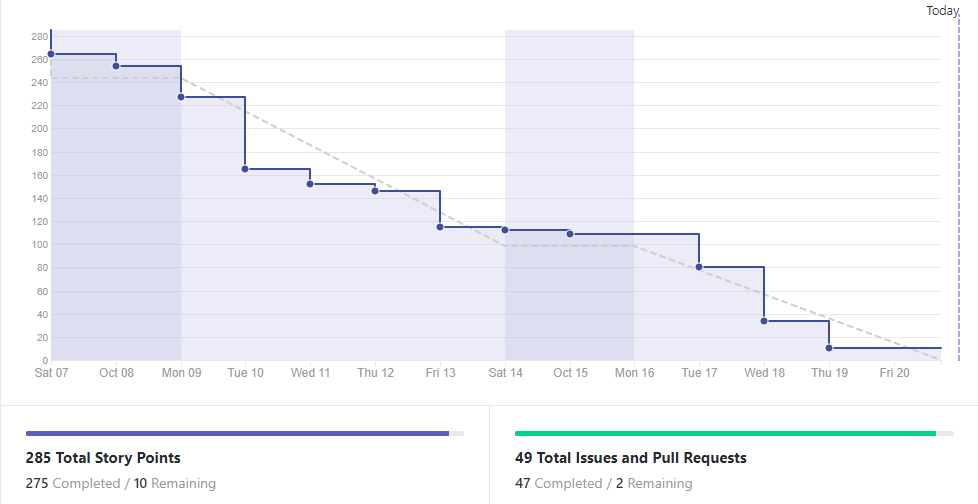 Today
280
260
240
220
200
180
160
140
120
100
80
60
40
20
0
Sat 07 Oct 08 Mon 09 Tue 10 Wed 11 Thu 12 Fri 13 Sat 14 Oct 15 Mon 16 Tue 17 Wed 18 Thu 19 Fri 20
285 Total Story Points
275 Completed / 10 Remaining
49 Total Issues and Pull Requests
47 Completed / 2 Remaining